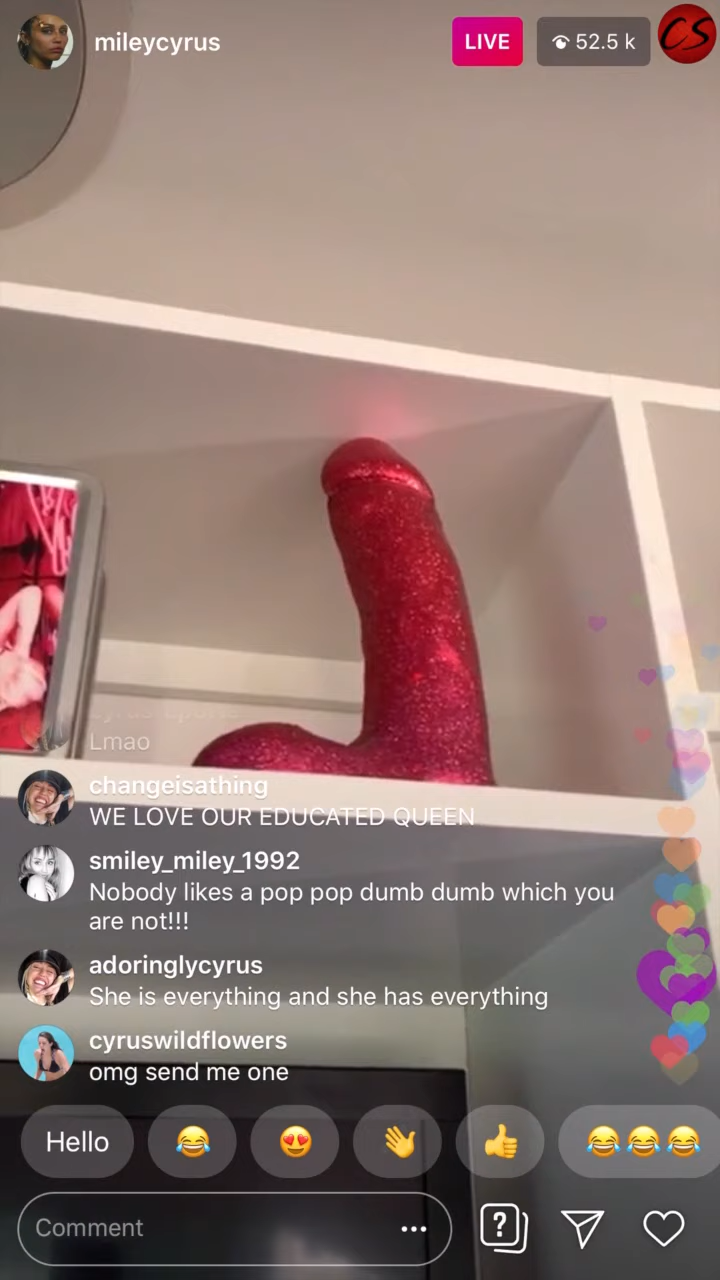 mileycyrus
LIVE
52.5 k
CS
Lmao
changeisathing
WE LOVE OUR EDUCATED QUEEN
smiley_miley_1992
Nobody likes a pop pop dumb dumb which you
are not!!!
adoringlycyrus
She is everything and she has everything
cyruswildflowers
omg send me one
Hello
😂
😍
👋
👍
😂😂😂
Comment
?